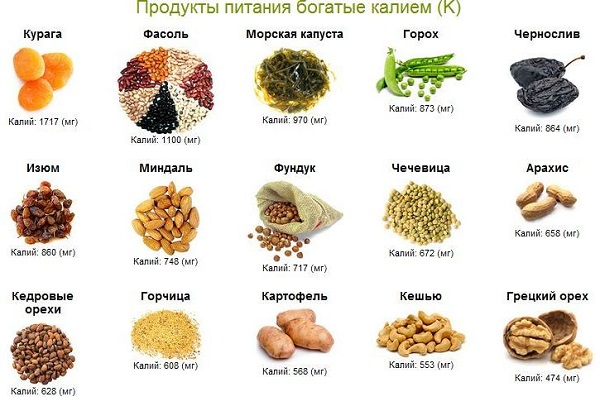 Продукты питания богатые калием (K)
Курага
Калий: 1717 (мг)
Фасоль
Калий: 1100 (мг)
Морская капуста
Калий: 970 (мг)
Горох
Калий: 873 (мг)
Чернослив
Калий: 864 (мг)
Изюм
Калий: 860 (мг)
Миндаль
Калий: 748 (мг)
Фундук
Калий: 717 (мг)
Чечевица
Калий: 672 (мг)
Арахис
Калий: 658 (мг)
Кедровые
орехи
Калий: 628 (мг)
Горчица
Калий: 608 (мг)
Картофель
Калий: 568 (мг)
Кешью
Калий: 553 (мг)
Грецкий орех
Калий: 474 (мг)